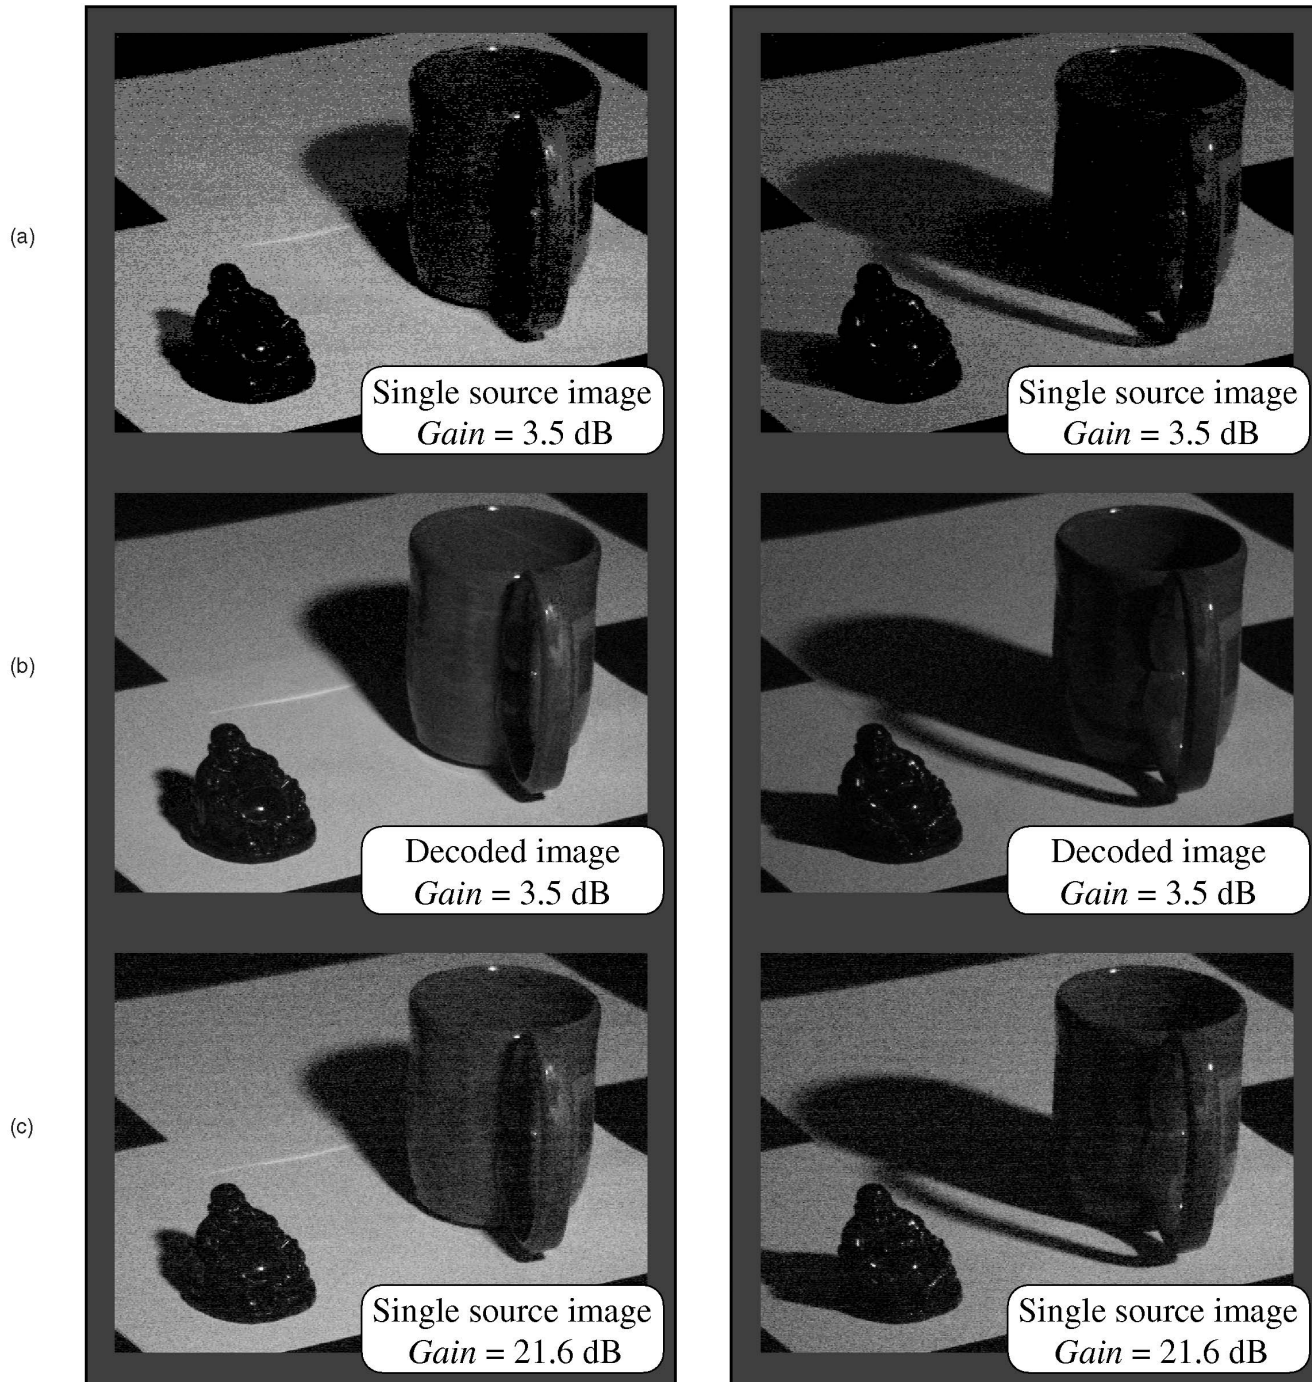 (a)
Single source image
Gain = 3.5 dB
Single source image
Gain = 3.5 dB
(b)
Decoded image
Gain = 3.5 dB
Decoded image
Gain = 3.5 dB
(c)
Single source image
Gain = 21.6 dB
Single source image
Gain = 21.6 dB